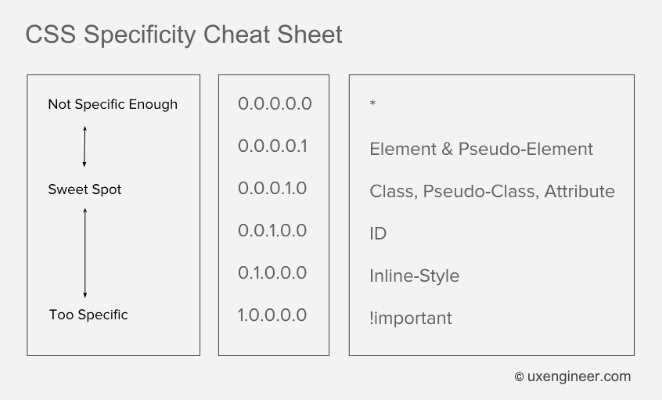 CSS Specificity Cheat Sheet
Not Specific Enough
0.0.0.0.0
*
0.0.0.0.1
Element & Pseudo-Element
Sweet Spot
0.0.0.1.0
Class, Pseudo-Class, Attribute
0.0.1.0.0
ID
0.1.0.0.0
Inline-Style
Too Specific
1.0.0.0.0
!important
© uxengineer.com